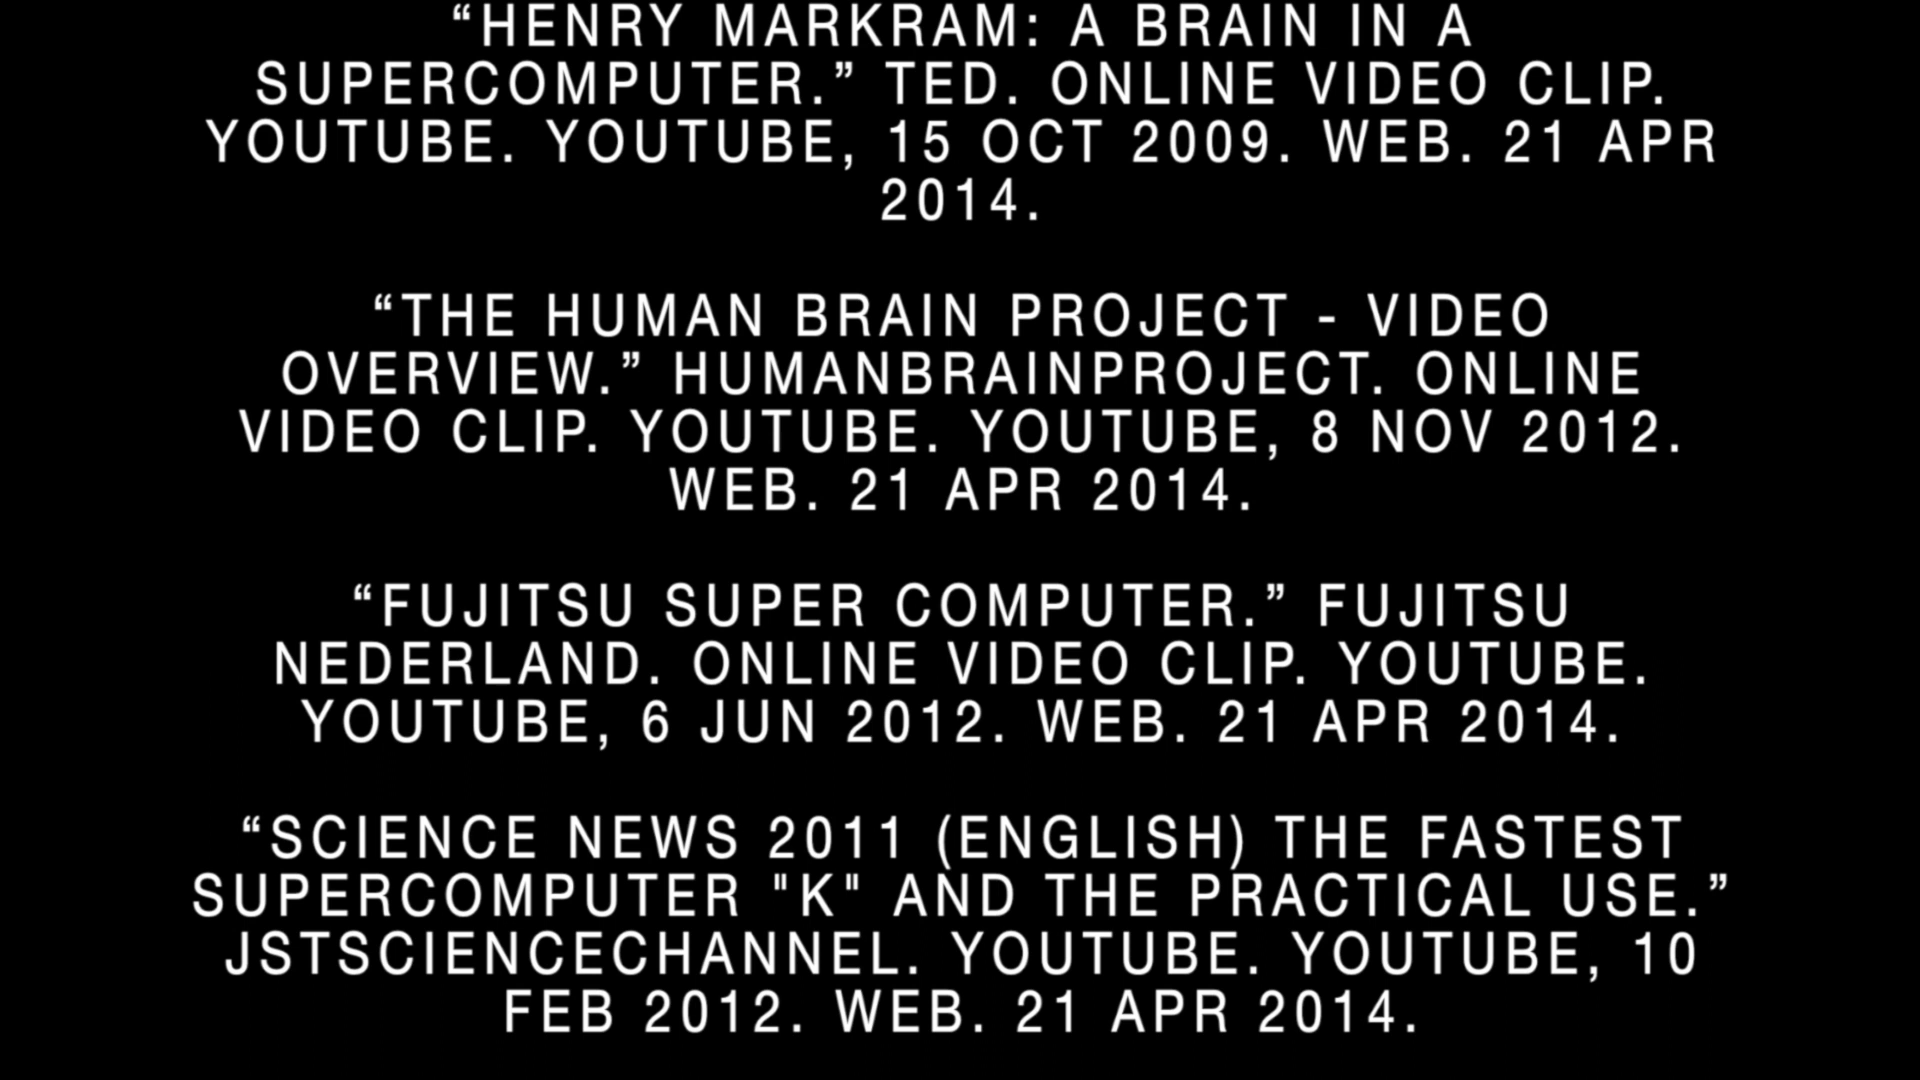 “HENRY MARKRAM: A BRAIN IN A
SUPERCOMPUTER.” TED. ONLINE VIDEO CLIP.
YOUTUBE. YOUTUBE, 15 OCT 2009. WEB. 21 APR
2014.
“THE HUMAN BRAIN PROJECT - VIDEO
OVERVIEW.” HUMANBRAINPROJECT. ONLINE
VIDEO CLIP. YOUTUBE. YOUTUBE, 8 NOV 2012.
WEB. 21 APR 2014.
“FUJITSU SUPER COMPUTER.” FUJITSU
NEDERLAND. ONLINE VIDEO CLIP. YOUTUBE.
YOUTUBE, 6 JUN 2012. WEB. 21 APR 2014.
“SCIENCE NEWS 2011 (ENGLISH) THE FASTEST
SUPERCOMPUTER "K" AND THE PRACTICAL USE.”
JSTSCIENCECHANNEL. YOUTUBE. YOUTUBE, 10
FEB 2012. WEB. 21 APR 2014.